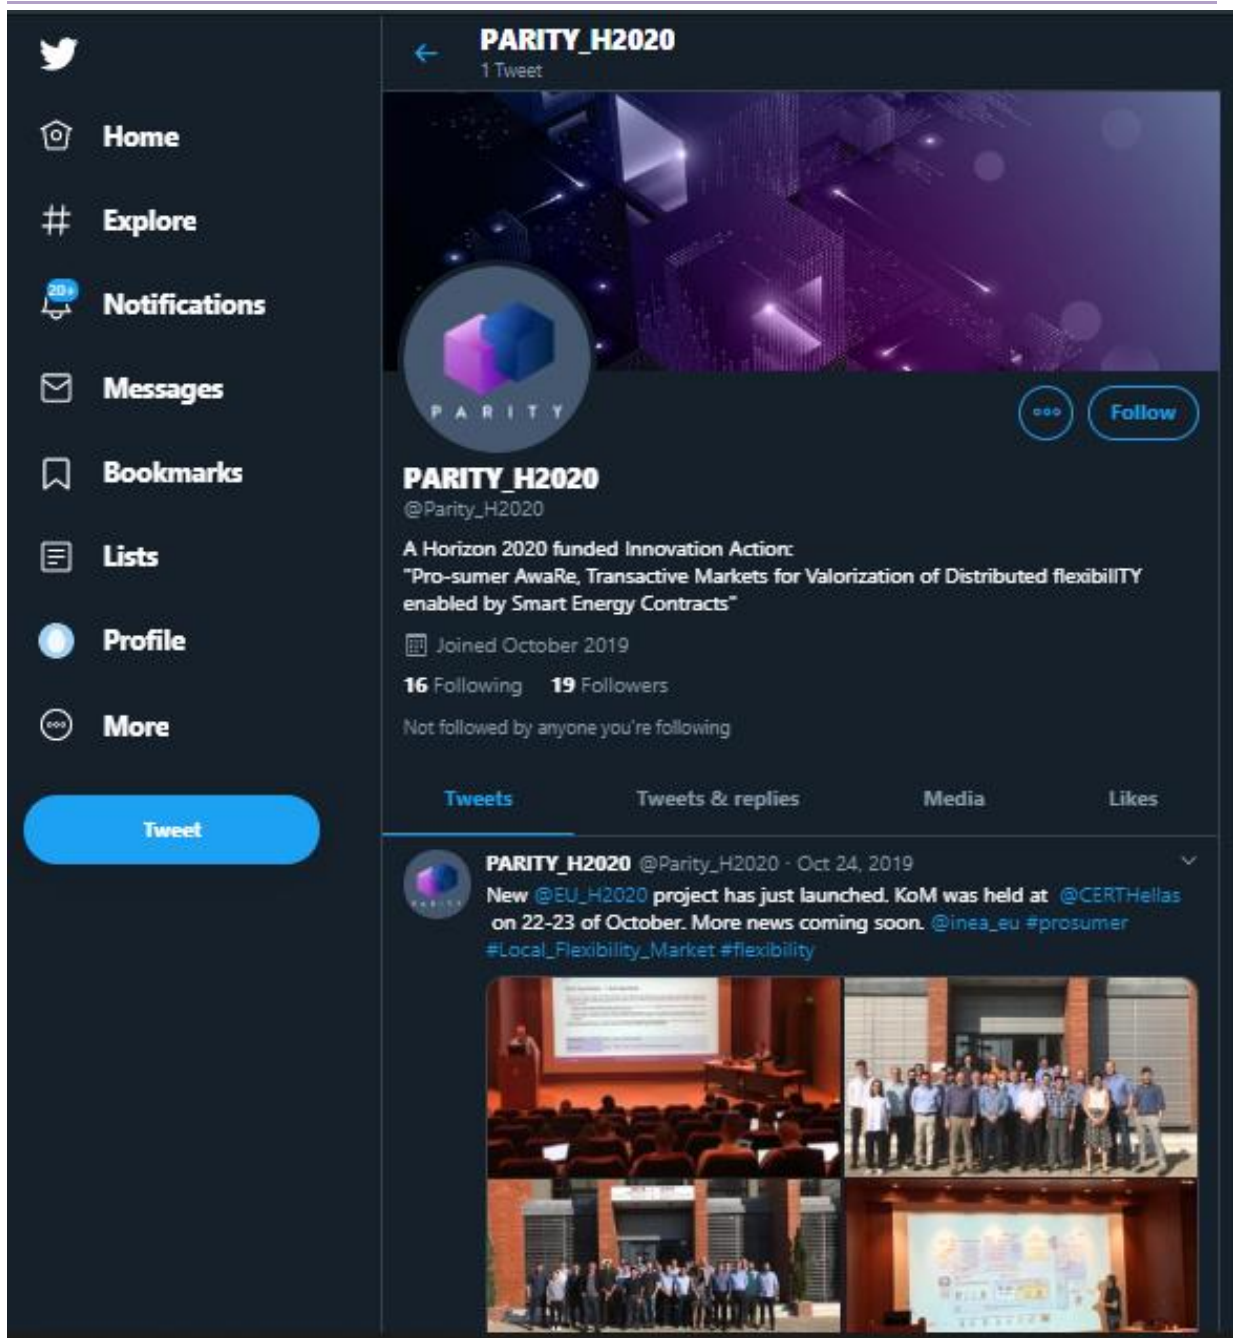 PARITY_H2020
1 Tweet
Home
Explore
20+
Notifications
Messages
Bookmarks
Lists
Profile
More
Tweet
PARITY
Follow
PARITY_H2020
@Parity_H2020
A Horizon 2020 funded Innovation Action:
"Pro-sumer AwaRe, Transactive Markets for Valorization of Distributed flexibilITY
enabled by Smart Energy Contracts"
Joined October 2019
16 Following 19 Followers
Not followed by anyone you're following
Tweets Tweets & replies Media Likes
PARITY_H2020 @Parity_H2020 · Oct 24, 2019
New @EU_H2020 project has just launched. KoM was held at @CERTHellas
on 22-23 of October. More news coming soon. @inea_eu #prosumer
#Local_Flexibility_Market #flexibility
PARITY